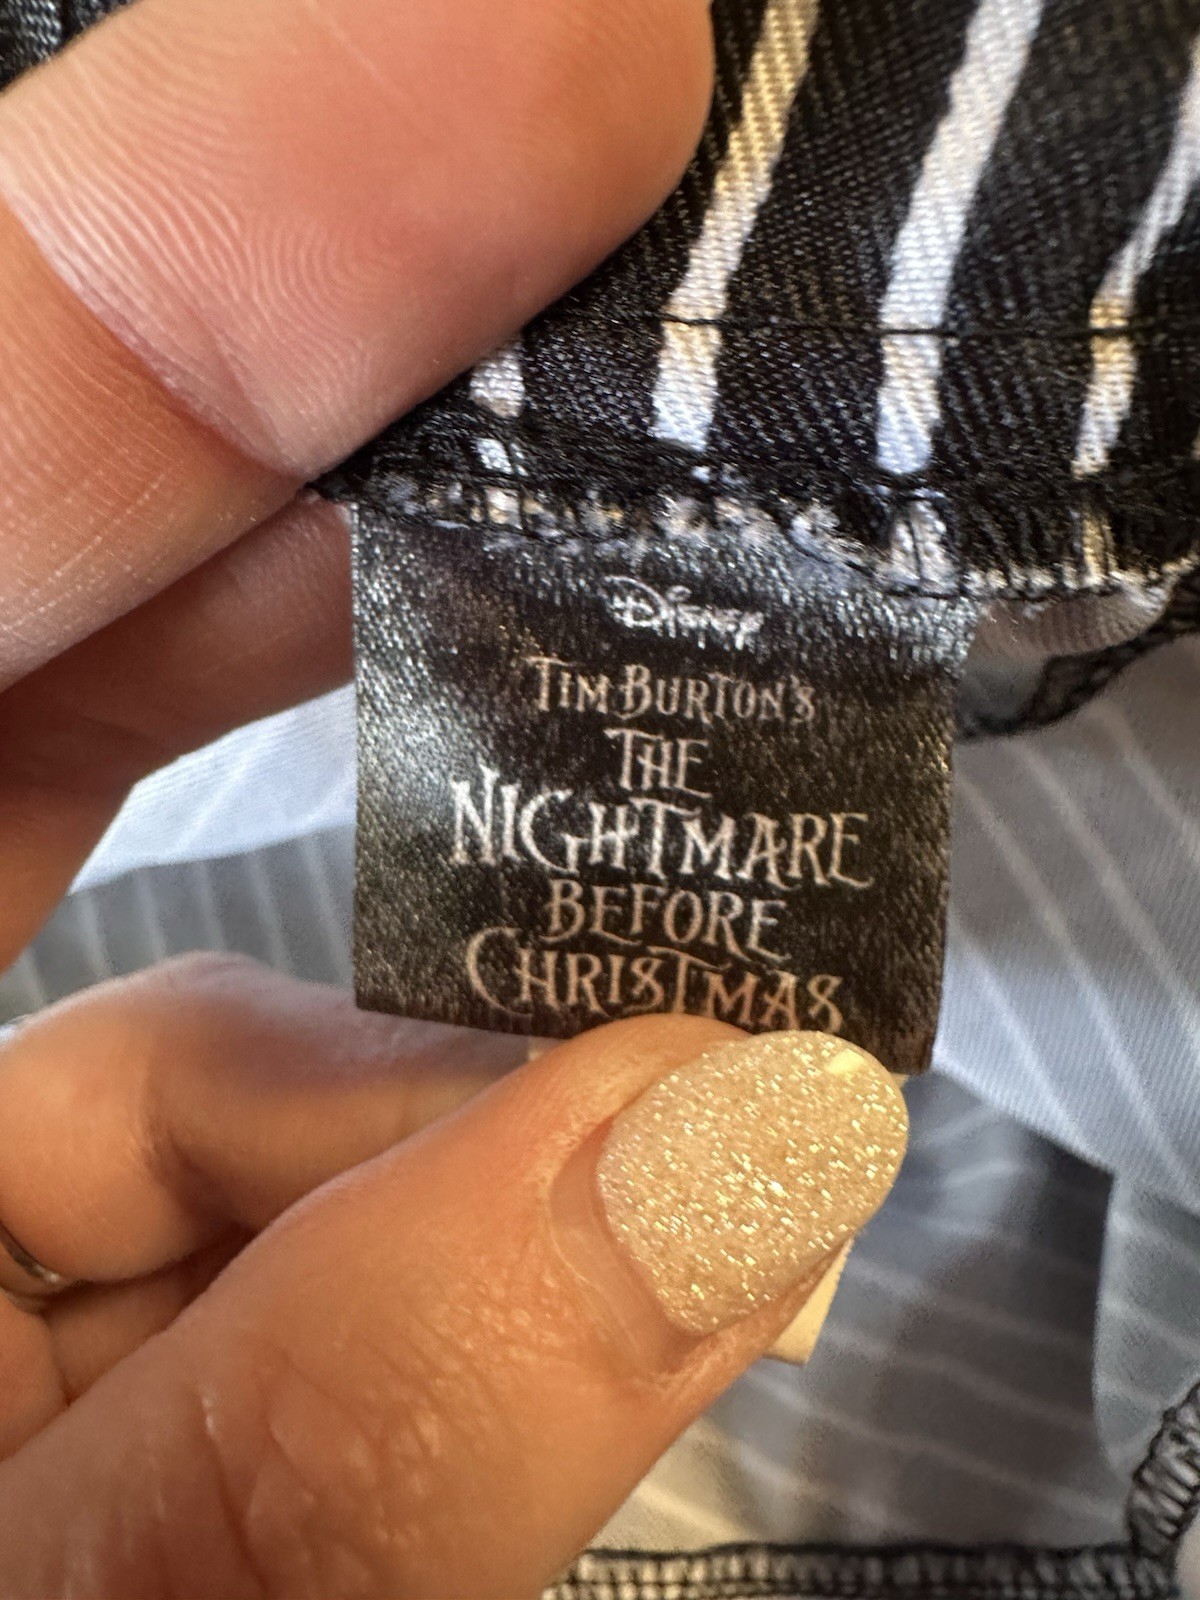 Disney
TIM BURTON'S
THE
NIGHTMARE
BEFORE
CHRISTMAS